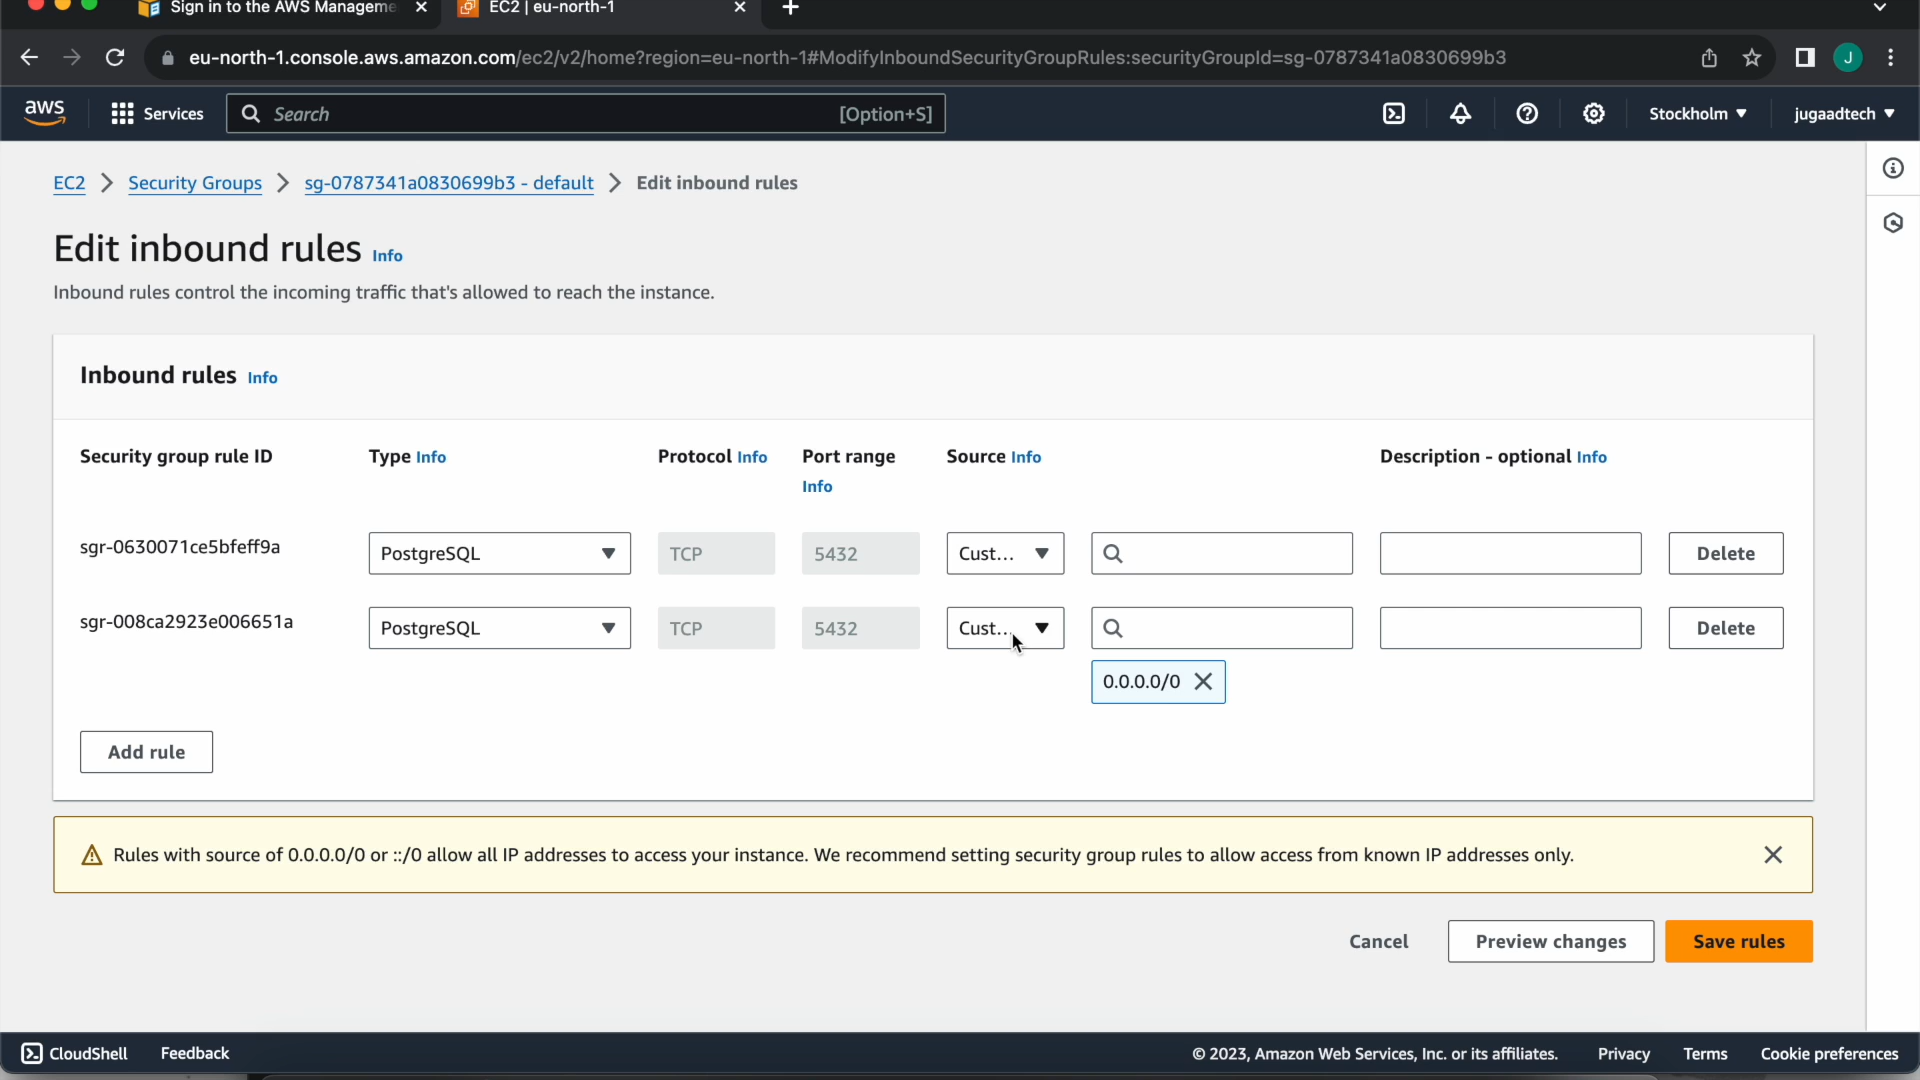 Sign in to the AWS Manageme
EC2 | eu-north-1
eu-north-1.console.aws.amazon.com/ec2/v2/home?region=eu-north-1#ModifyInboundSecurityGroupRules:securityGroupId=sg-0787341a0830699b3
J
aws
Services
Search
[Option+S]
Stockholm
jugaadtech
EC2 > Security Groups > sg-0787341a0830699b3 - default > Edit inbound rules
Edit inbound rules Info
Inbound rules control the incoming traffic that's allowed to reach the instance.
Inbound rules Info
Security group rule ID
Type Info
Protocol Info
Port range Info
Source Info
Description - optional Info
sgr-0630071ce5bfeff9a
PostgreSQL
TCP
5432
Cust...
Delete
sgr-008ca2923e006651a
PostgreSQL
TCP
5432
Cust...
Delete
0.0.0.0/0
Add rule
Rules with source of 0.0.0.0/0 or ::/0 allow all IP addresses to access your instance. We recommend setting security group rules to allow access from known IP addresses only.
Cancel
Preview changes
Save rules
CloudShell
Feedback
© 2023, Amazon Web Services, Inc. or its affiliates.
Privacy
Terms
Cookie preferences